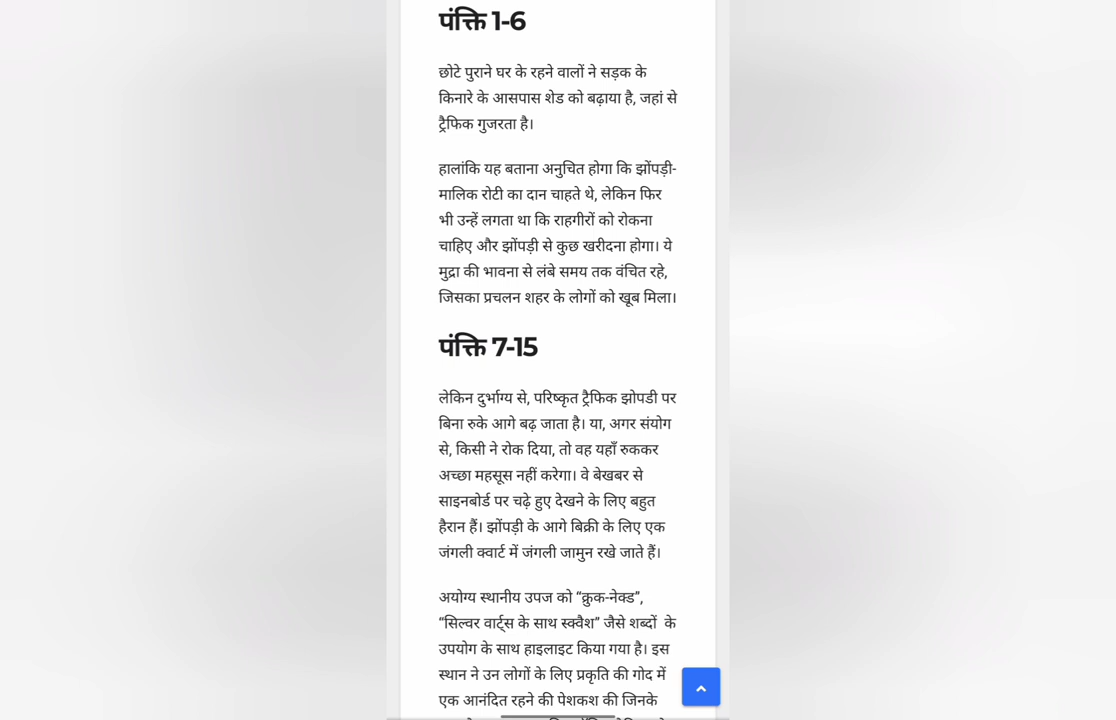 पंक्ति 1-6
छोटे पुराने घर के रहने वालों ने सड़क के
किनारे के आसपास शेड को बढ़ाया है, जहां से
ट्रैफिक गुजरता है।
हालांकि यह बताना अनुचित होगा कि झोंपड़ी-
मालिक रोटी का दान चाहते थे, लेकिन फिर
भी उन्हें लगता था कि राहगीरों को रोकना
चाहिए और झोंपड़ी से कुछ खरीदना होगा। ये
मुद्रा की भावना से लंबे समय तक वंचित रहे,
जिसका प्रचलन शहर के लोगों को खूब मिला।
पंक्ति 7-15
लेकिन दुर्भाग्य से, परिष्कृत ट्रैफिक झोपडी पर
बिना रुके आगे बढ़ जाता है। या, अगर संयोग
से, किसी ने रोक दिया, तो वह यहाँ रुककर
अच्छा महसूस नहीं करेगा। वे बेखबर से
साइनबोर्ड पर चढ़े हुए देखने के लिए बहुत
हैरान हैं। झोंपड़ी के आगे बिक्री के लिए एक
जंगली क्वार्ट में जंगली जामुन रखे जाते हैं।
अयोग्य स्थानीय उपज को “क्रुक-नेक्ड”,
“सिल्वर वार्ट्स के साथ स्क्वैश” जैसे शब्दों के
उपयोग के साथ हाइलाइट किया गया है। इस
स्थान ने उन लोगों के लिए प्रकृति की गोद में
एक आनंदित रहने की पेशकश की जिनके